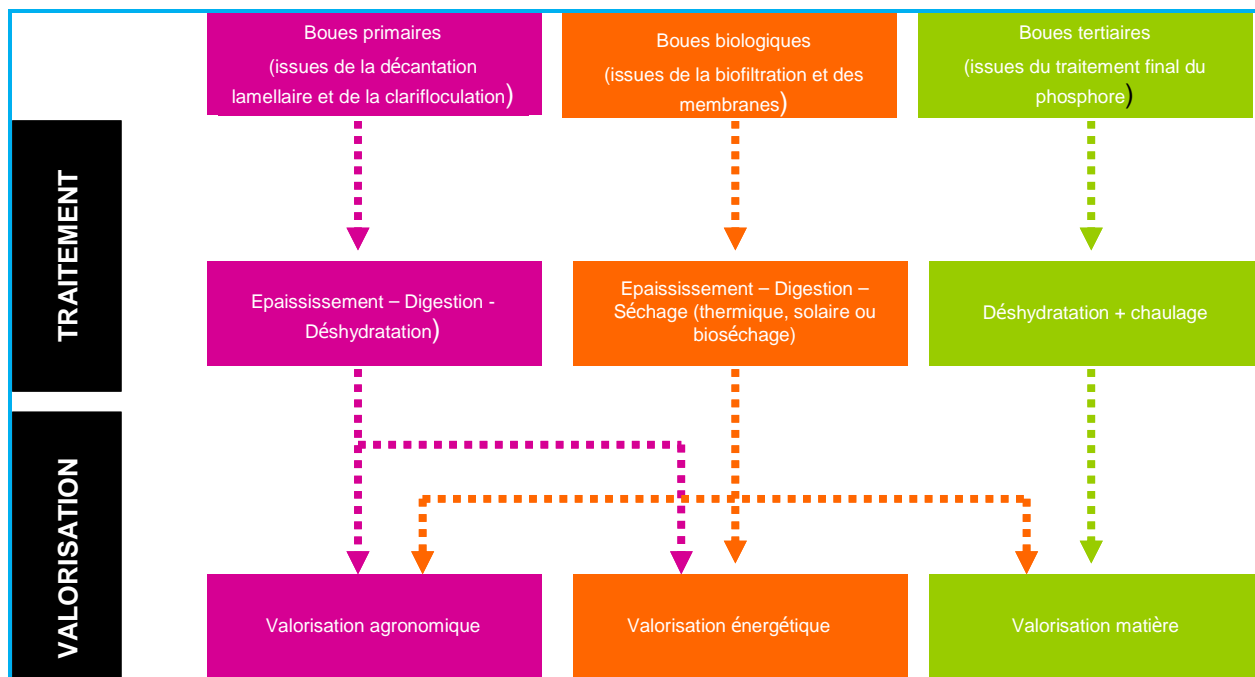 Boues primaires
(issues de la décantation
lamellaire et de la clarifloculation)
Boues biologiques
(issues de la biofiltration et des
membranes)
Boues tertiaires
(issues du traitement final du
phosphore)
TRAITEMENT
Epaississement – Digestion -
Déshydratation)
Epaississement – Digestion –
Séchage (thermique, solaire ou
bioséchage)
Déshydratation + chaulage
VALORISATION
Valorisation agronomique
Valorisation énergétique
Valorisation matière